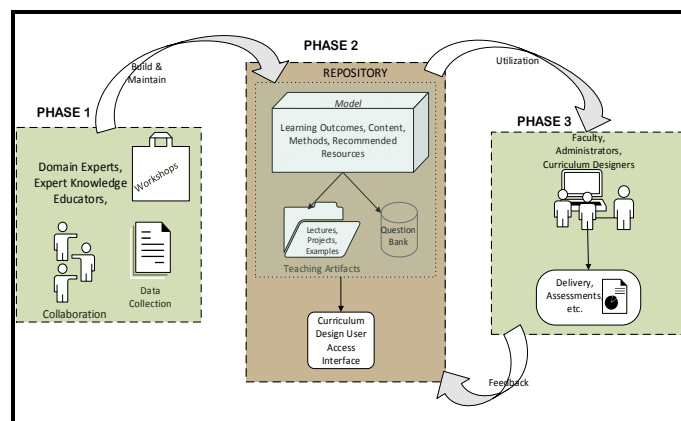 PHASE 1
Domain Experts,
Expert Knowledge
Educators,
Workshops
Collaboration
Data
Collection
Build &
Maintain
PHASE 2
REPOSITORY
Model
Learning Outcomes, Content,
Methods, Recommended
Resources
Lectures,
Projects,
Examples
Question
Bank
Teaching Artifacts
Curriculum
Design User
Access
Interface
Utilization
PHASE 3
Faculty,
Administrators,
Curriculum Designers
Delivery,
Assessments,
etc.
Feedback